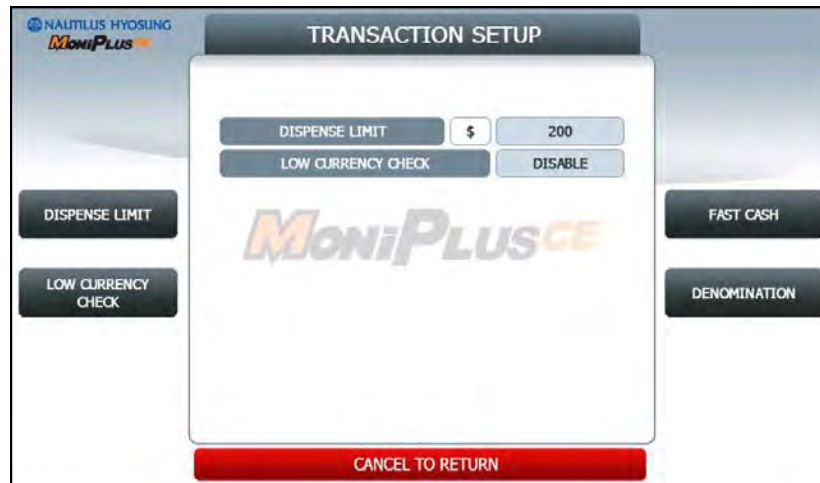 NAUTILUS HYOSUNG
MONiPLUS CE
TRANSACTION SETUP
DISPENSE LIMIT $ 200
LOW CURRENCY CHECK DISABLE
MONiPLUSCE
DISPENSE LIMIT
FAST CASH
LOW CURRENCY
CHECK
DENOMINATION
CANCEL TO RETURN